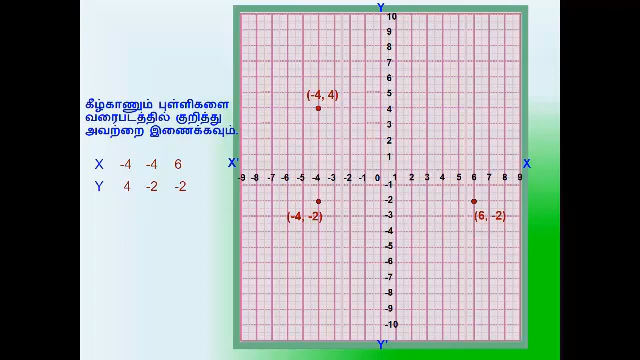 Y
10
9
8
7
6
(-4, 4)
5
4
3
2
1
கீழ்காணும் புள்ளிகளை
வரைபடத்தில் குறித்து
அவற்றை இணைக்கவும்.
X -4 -4 6
Y 4 -2 -2
X' X
-9 -8 -7 -6 -5 -4 -3 -2 -1 0 1 2 3 4 5 6 7 8 9
-1
-2
(-4, -2) -3 (6, -2)
-4
-5
-6
-7
-8
-9
-10
Y'